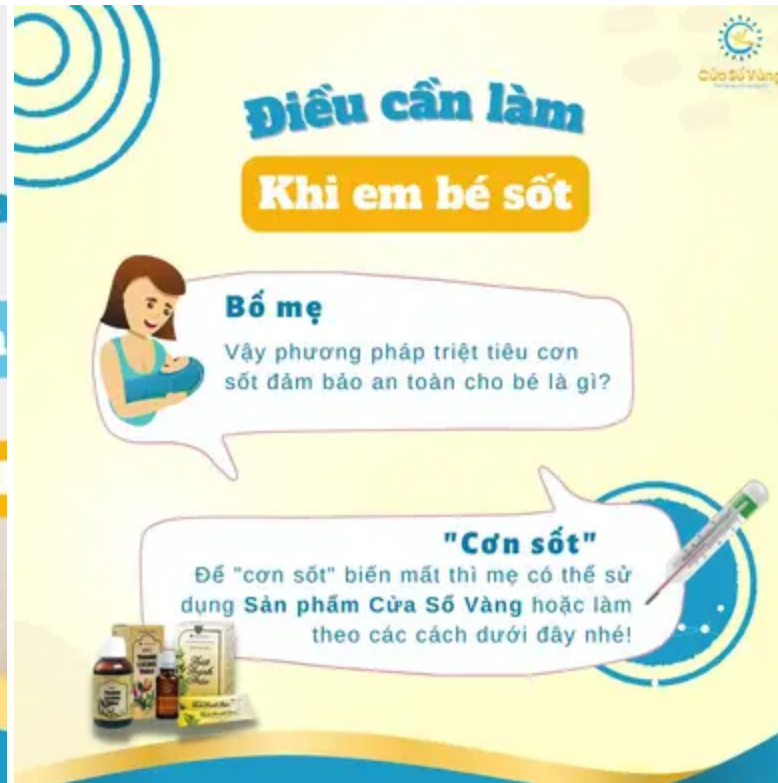 Cửa Sổ Vàng
Điều cần làm
Khi em bé sốt
Bố mẹ
Vậy phương pháp triệt tiêu cơn
sốt đảm bảo an toàn cho bé là gì?
"Cơn sốt"
Để "cơn sốt" biến mất thì mẹ có thể sử
dụng Sản phẩm Cửa Sổ Vàng hoặc làm
theo các cách dưới đây nhé!